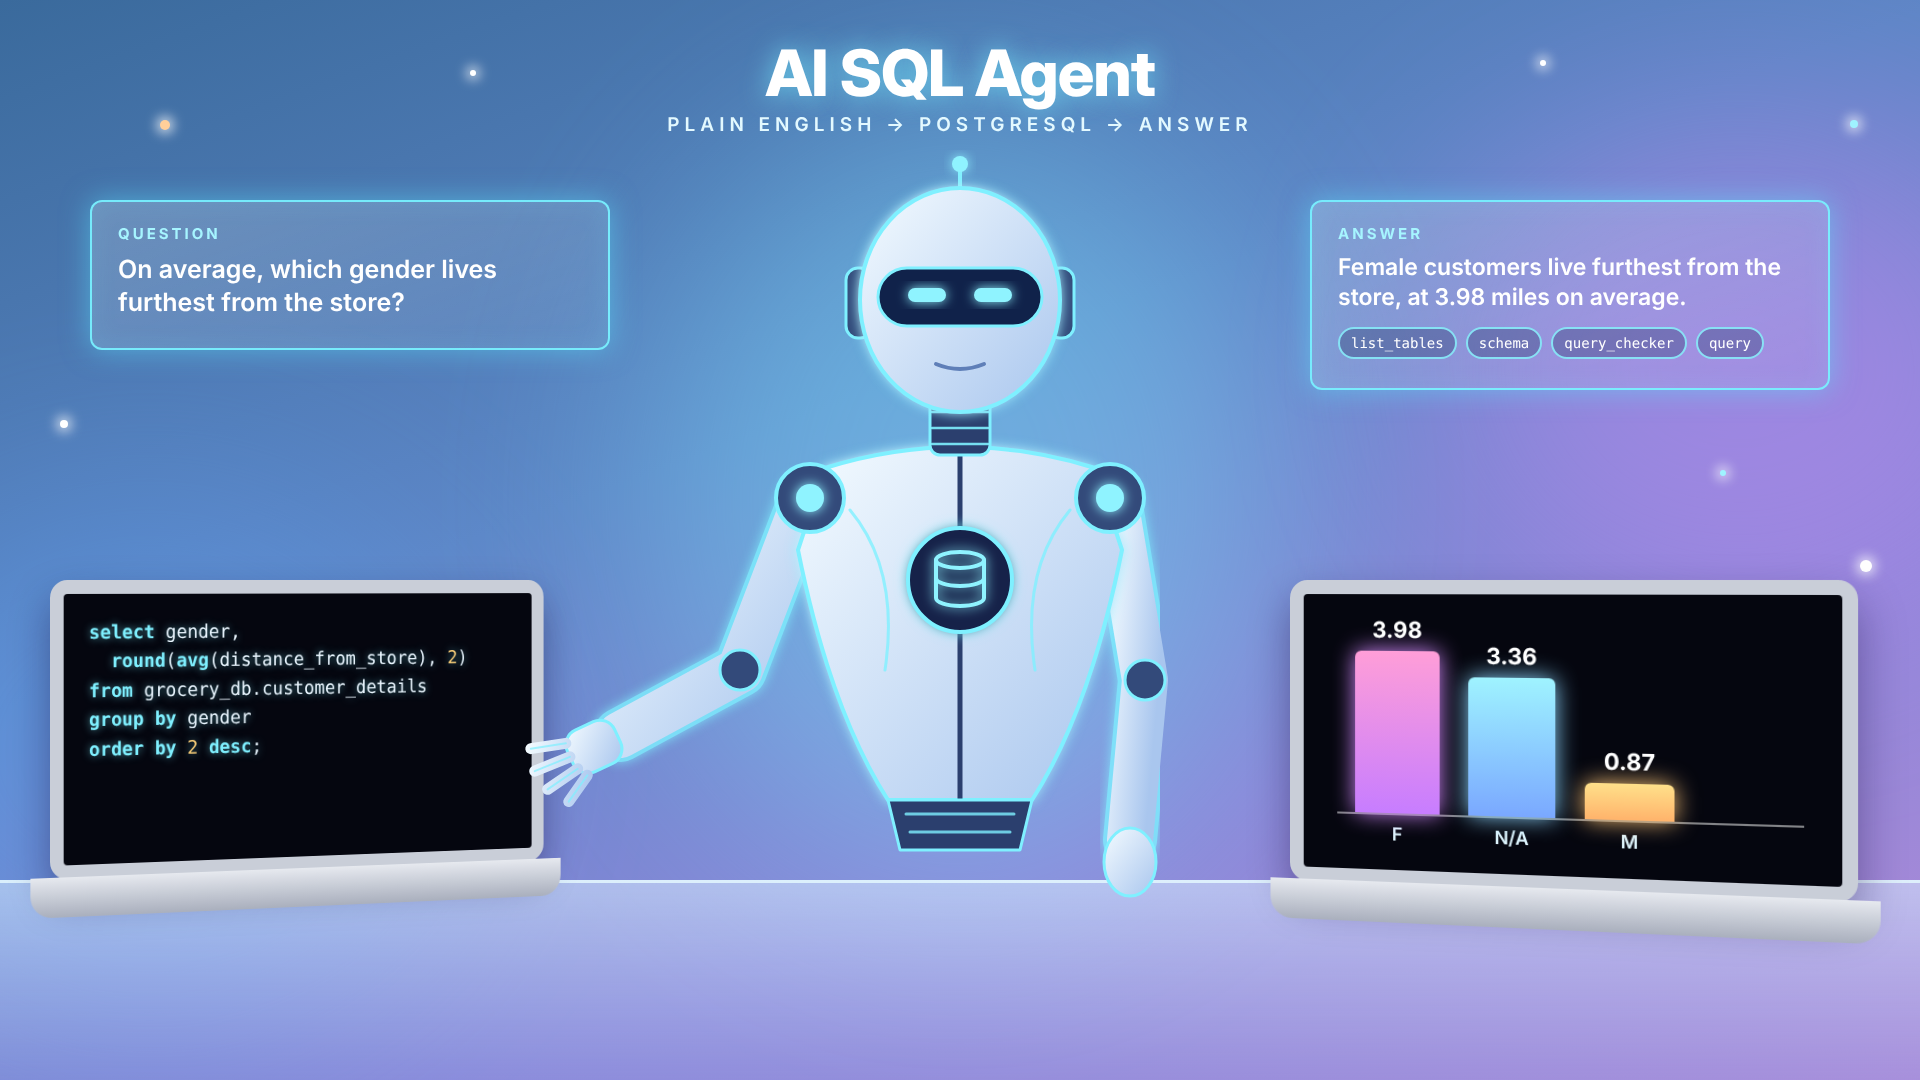 AI SQL Agent
PLAIN ENGLISH → POSTGRESQL → ANSWER
QUESTION
On average, which gender lives
furthest from the store?
ANSWER
Female customers live furthest from the
store, at 3.98 miles on average.
list_tables schema query_checker query
select gender,
  round(avg(distance_from_store), 2)
from grocery_db.customer_details
group by gender
order by 2 desc;
3.98
3.36
0.87
F N/A M